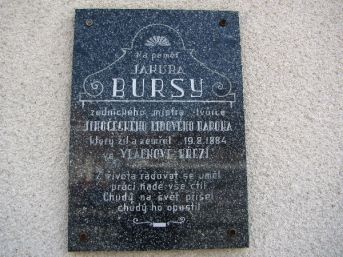 Na paměť
JAKUBA
BURSY
zednického mistra tvůrce
JIHOČESKÉHO LIDOVÉHO BAROKA
který žil a zemřel 19.8.1884
ve VLACHOVĚ BŘEZÍ
Z života radovat se uměl
práci nade vše ctil
Chudý na svět přišel
chudý ho opustil